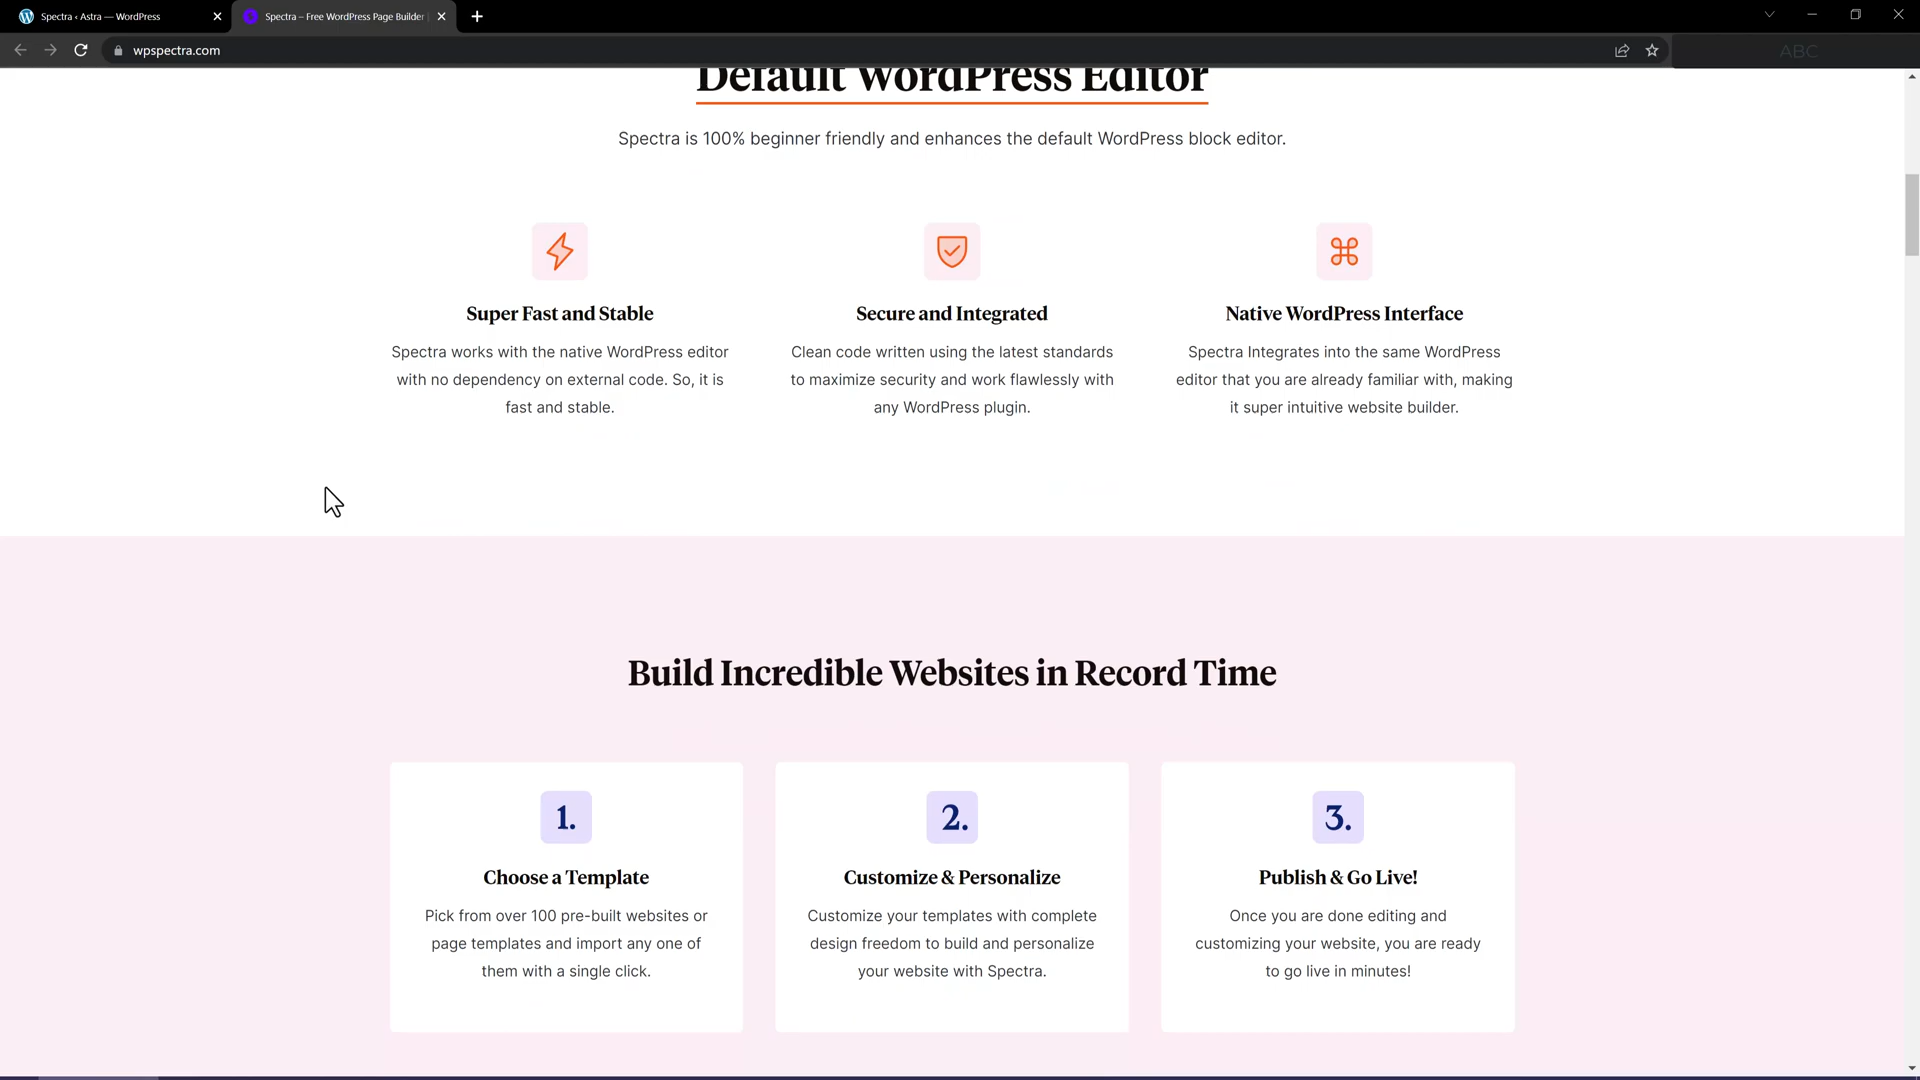 Spectra ‹ Astra — WordPress
Spectra – Free WordPress Page Builder
wpspectra.com
ABC
Default WordPress Editor
Spectra is 100% beginner friendly and enhances the default WordPress block editor.
Super Fast and Stable
Spectra works with the native WordPress editor
with no dependency on external code. So, it is
fast and stable.
Secure and Integrated
Clean code written using the latest standards
to maximize security and work flawlessly with
any WordPress plugin.
Native WordPress Interface
Spectra Integrates into the same WordPress
editor that you are already familiar with, making
it super intuitive website builder.
Build Incredible Websites in Record Time
1.
Choose a Template
Pick from over 100 pre-built websites or
page templates and import any one of
them with a single click.
2.
Customize & Personalize
Customize your templates with complete
design freedom to build and personalize
your website with Spectra.
3.
Publish & Go Live!
Once you are done editing and
customizing your website, you are ready
to go live in minutes!